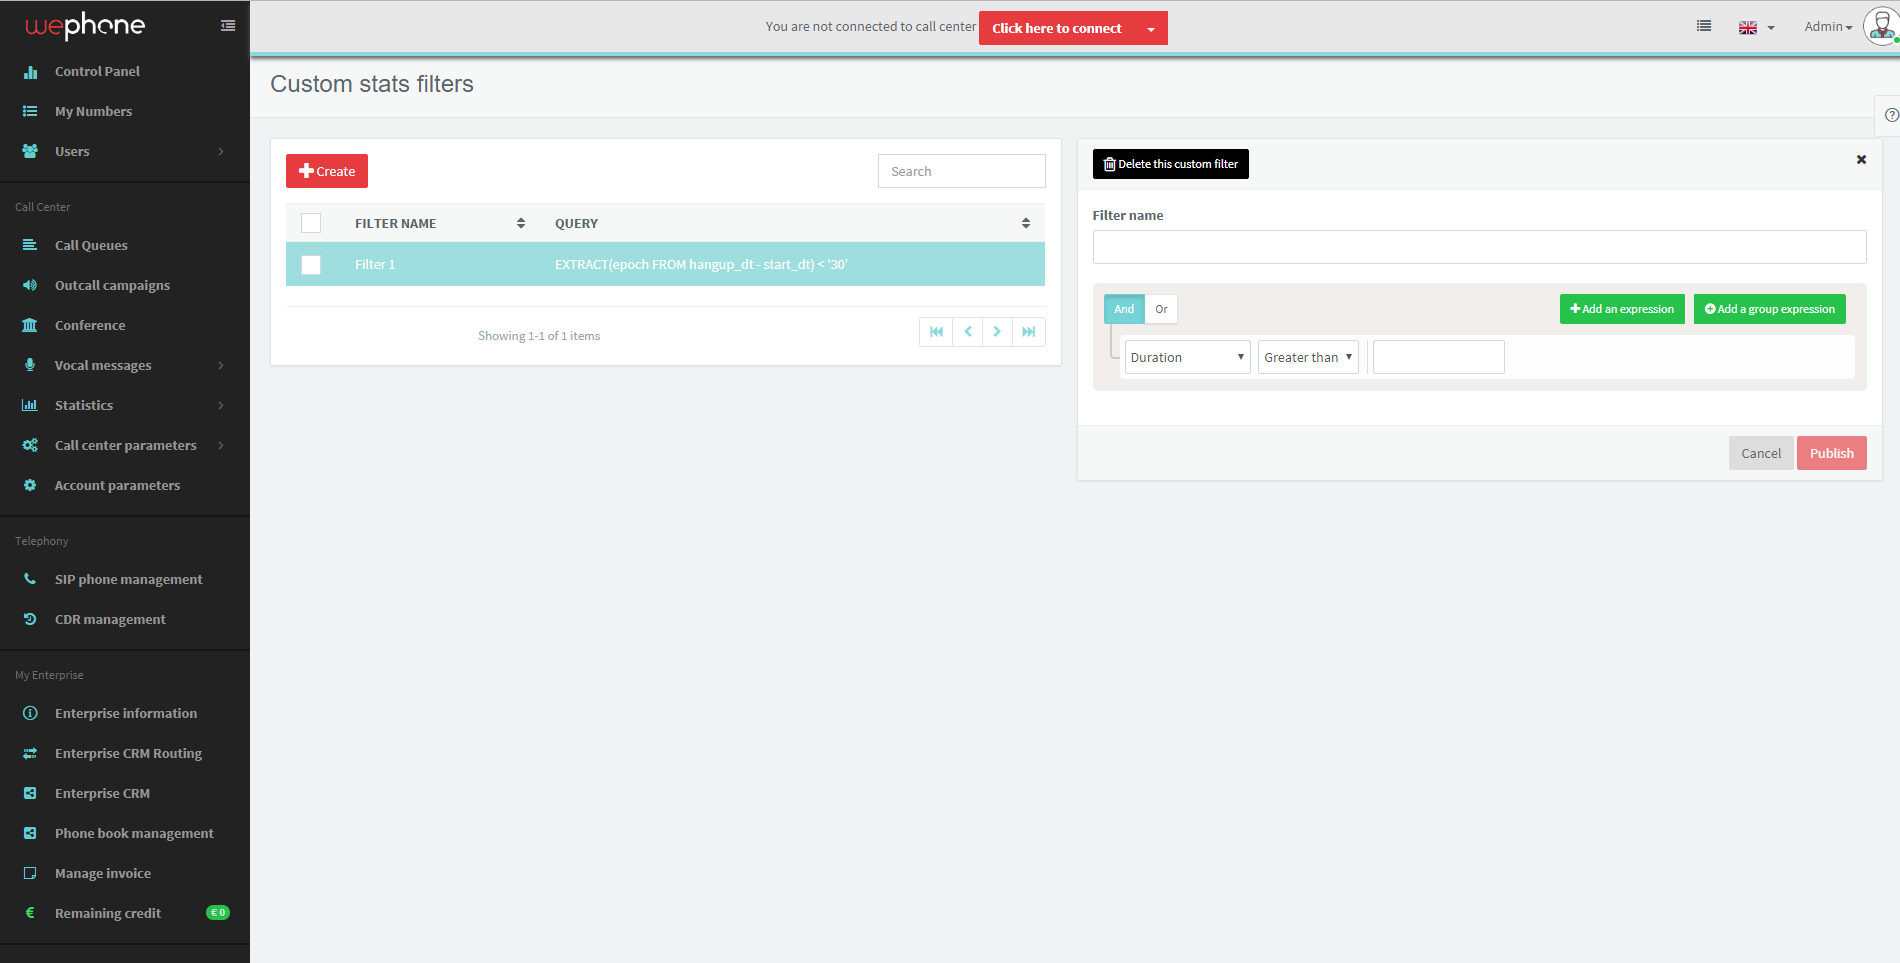 wephone
You are not connected to call center
Click here to connect
Admin
Control Panel
My Numbers
Users
Call Center
Call Queues
Outcall campaigns
Conference
Vocal messages
Statistics
Call center parameters
Account parameters
Telephony
SIP phone management
CDR management
My Enterprise
Enterprise information
Enterprise CRM Routing
Enterprise CRM
Phone book management
Manage invoice
Remaining credit
€ 0
Custom stats filters
Create
Search
FILTER NAME
QUERY
Filter 1
EXTRACT(epoch FROM hangup_dt - start_dt) < '30'
Showing 1-1 of 1 items
Delete this custom filter
Filter name
And
Or
Add an expression
Add a group expression
Duration
Greater than
Cancel
Publish